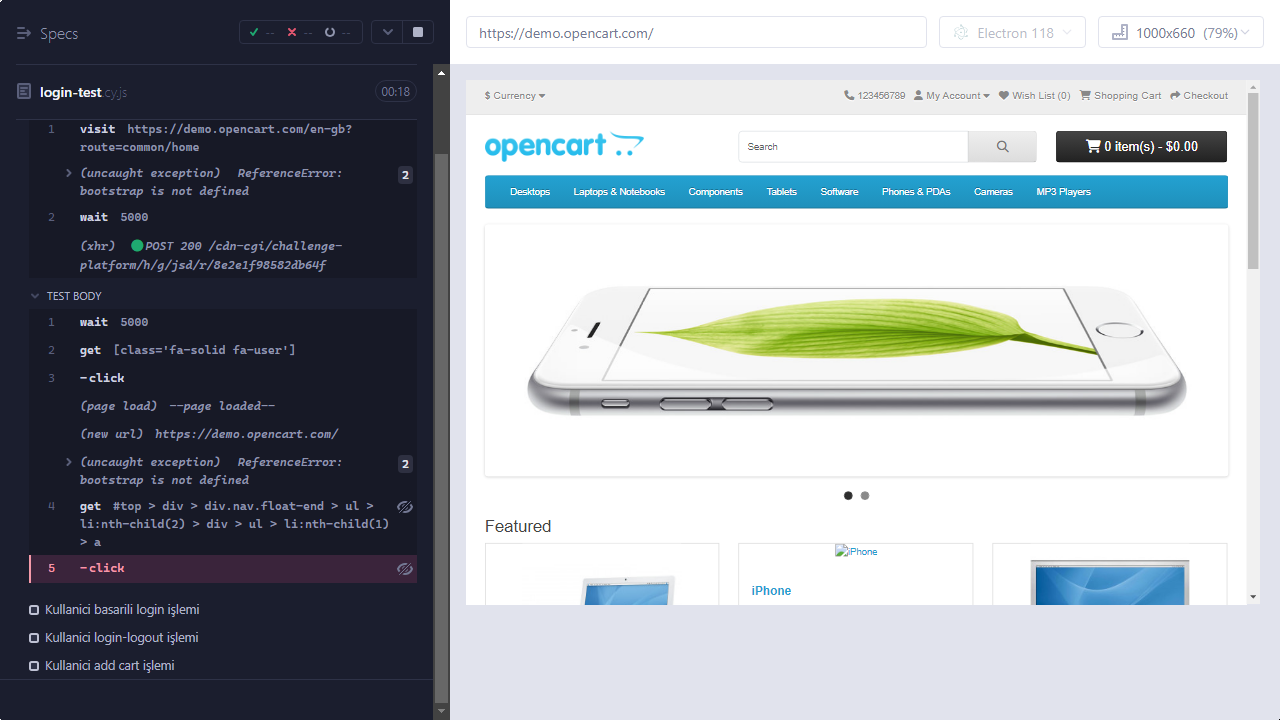 Specs
-- -- --
login-test.cy.js
00:18
1 visit https://demo.opencart.com/en-gb?
route=common/home
(uncaught exception) ReferenceError:
bootstrap is not defined
2
2 wait 5000
(xhr) POST 200 /cdn-cgi/challenge-
platform/h/g/jsd/r/8e2e1f98582db64f
TEST BODY
1 wait 5000
2 get [class='fa-solid fa-user']
3 -click
(page load) --page loaded--
(new url) https://demo.opencart.com/
(uncaught exception) ReferenceError:
bootstrap is not defined
2
4 get #top > div > div.nav.float-end > ul >
li:nth-child(2) > div > ul > li:nth-child(1)
> a
5 -click
Kullanici basarili login işlemi
Kullanici login-logout işlemi
Kullanici add cart işlemi
https://demo.opencart.com/
Electron 118
1000x660 (79%)
$ Currency
123456789
My Account
Wish List (0)
Shopping Cart
Checkout
opencart
Search
0 item(s) - $0.00
Desktops
Laptops & Notebooks
Components
Tablets
Software
Phones & PDAs
Cameras
MP3 Players
Featured
iPhone
iPhone